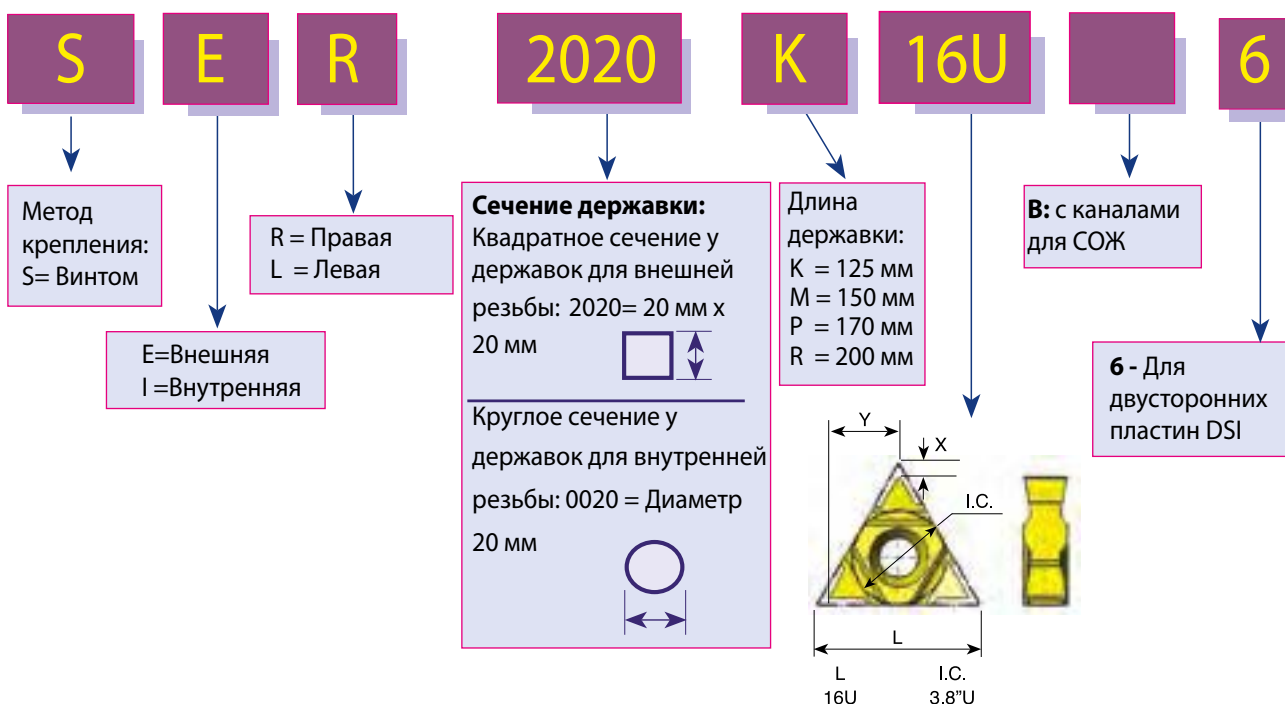 S E R 2020 K 16U 6
Метод
крепления:
S= Винтом
E=Внешняя
I =Внутренняя
R = Правая
L = Левая
Сечение державки:
Квадратное сечение у
державок для внешней
резьбы: 2020= 20 мм x
20 мм
Круглое сечение у
державок для внутренней
резьбы: 0020 = Диаметр
20 мм
Длина
державки:
K = 125 мм
M = 150 мм
P = 170 мм
R = 200 мм
B: с каналами
для СОЖ
6 - Для
двусторонних
пластин DSI
Y
X
I.C.
L
L I.C.
16U 3.8”U